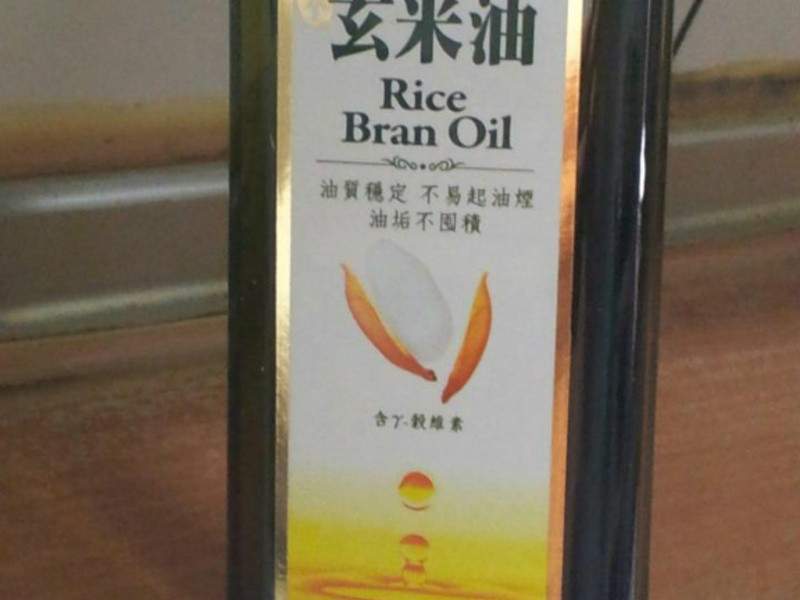 玄米油
Rice
Bran Oil
油質穩定 不易起油煙
油垢不囤積
含γ-穀維素